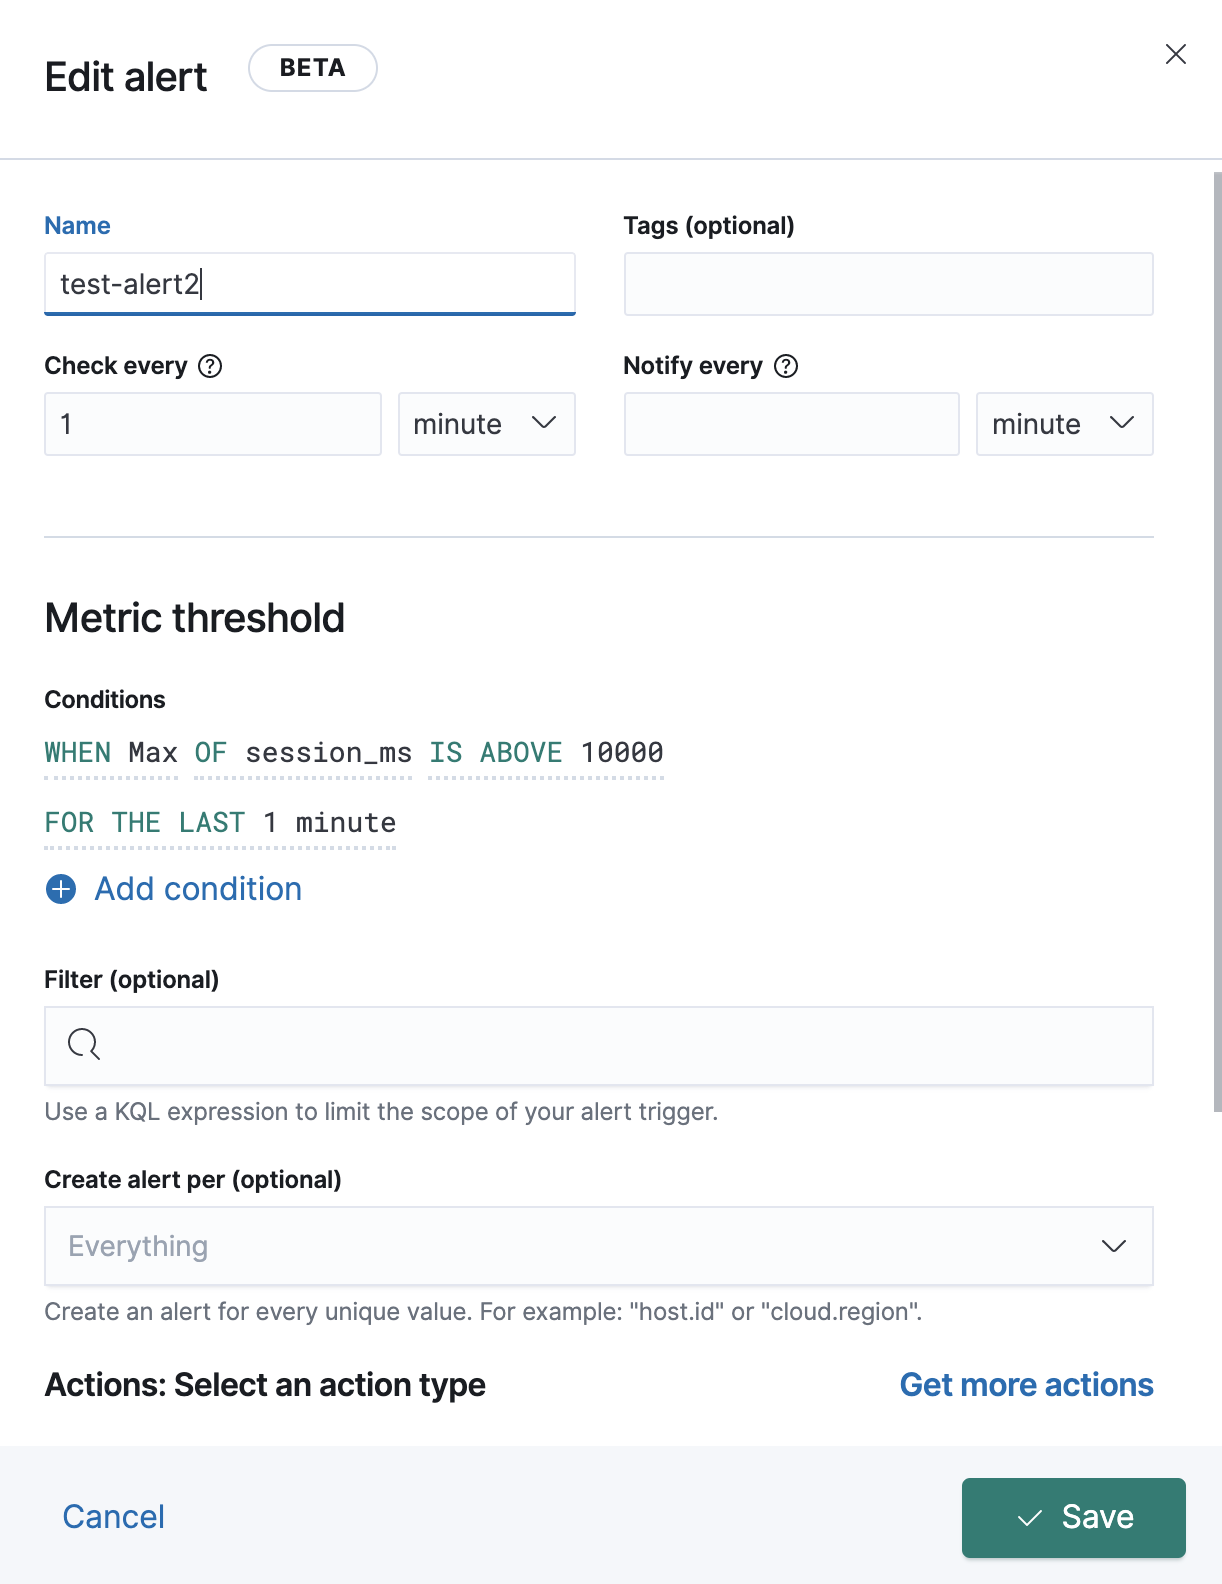 Edit alert BETA
Name
Tags (optional)
test-alert2
Check every
Notify every
1 minute
minute
Metric threshold
Conditions
WHEN Max OF session_ms IS ABOVE 10000
FOR THE LAST 1 minute
Add condition
Filter (optional)
Use a KQL expression to limit the scope of your alert trigger.
Create alert per (optional)
Everything
Create an alert for every unique value. For example: "host.id" or "cloud.region".
Actions: Select an action type
Get more actions
Cancel
Save